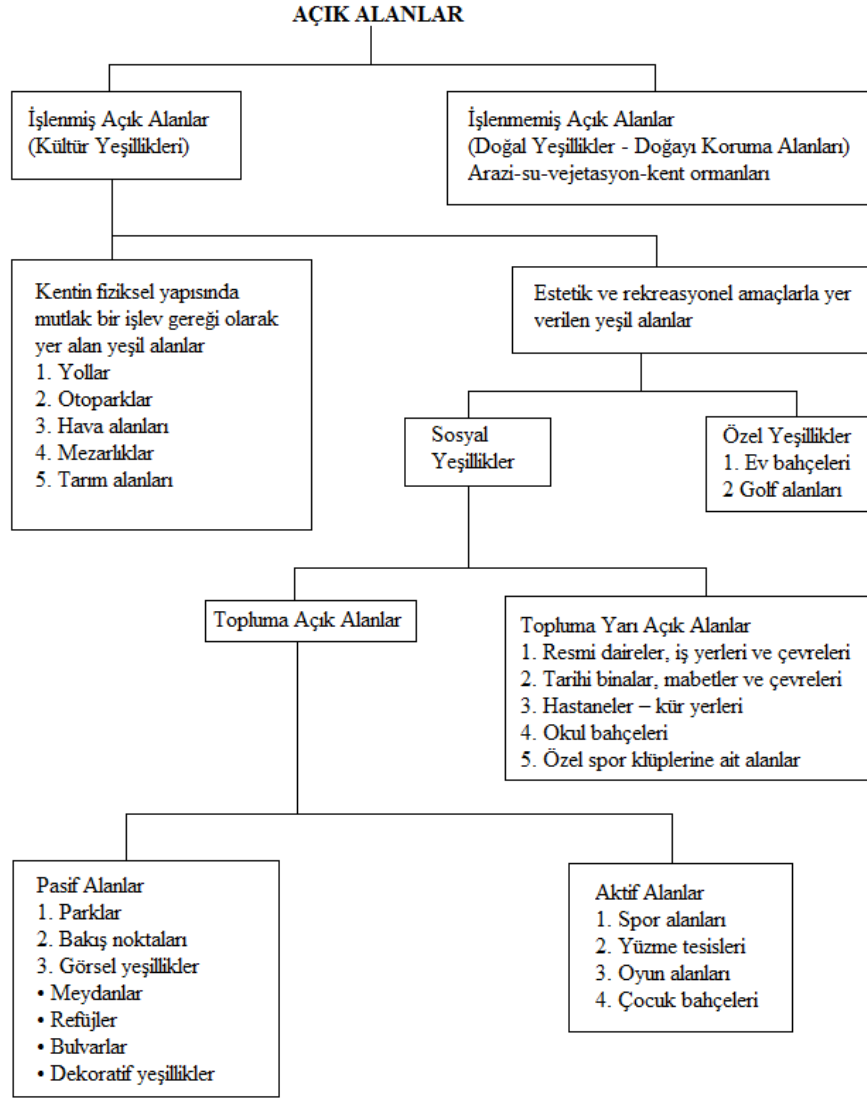 AÇIK ALANLAR
İşlenmiş Açık Alanlar
(Kültür Yeşillikleri)
İşlenmemiş Açık Alanlar
(Doğal Yeşillikler - Doğayı Koruma Alanları)
Arazi-su-vejetasyon-kent ormanları
Kentin fiziksel yapısında
mutlak bir işlev gereği olarak
yer alan yeşil alanlar
1. Yollar
2. Otoparklar
3. Hava alanları
4. Mezarlıklar
5. Tarım alanları
Estetik ve rekreasyonel amaçlarla yer
verilen yeşil alanlar
Sosyal
Yeşillikler
Özel Yeşillikler
1. Ev bahçeleri
2 Golf alanları
Topluma Açık Alanlar
Topluma Yarı Açık Alanlar
1. Resmi daireler, iş yerleri ve çevreleri
2. Tarihi binalar, mabetler ve çevreleri
3. Hastaneler – kür yerleri
4. Okul bahçeleri
5. Özel spor klüplerine ait alanlar
Pasif Alanlar
1. Parklar
2. Bakış noktaları
3. Görsel yeşillikler
• Meydanlar
• Refüjler
• Bulvarlar
• Dekoratif yeşillikler
Aktif Alanlar
1. Spor alanları
2. Yüzme tesisleri
3. Oyun alanları
4. Çocuk bahçeleri